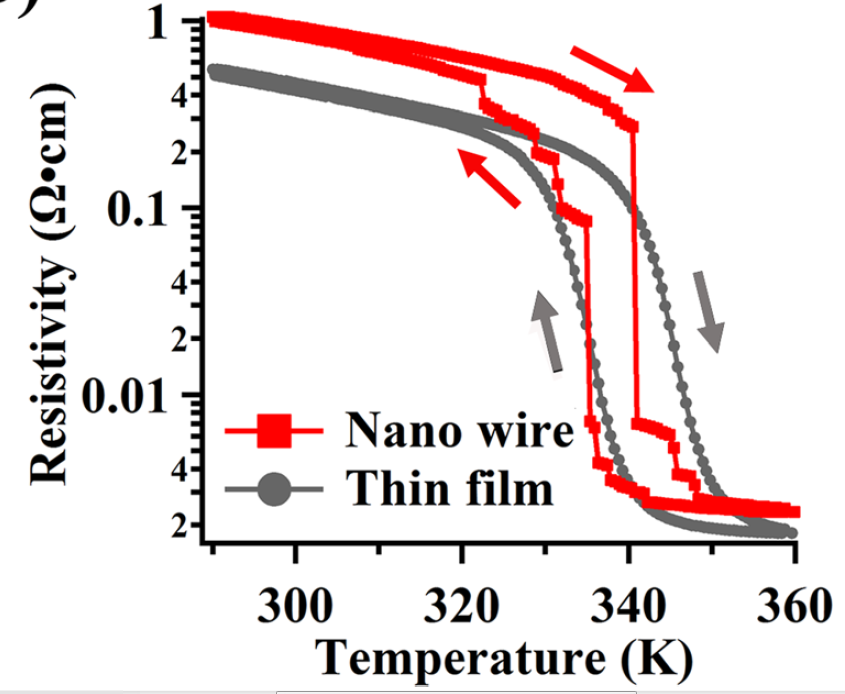 1
4
2
0.1
4
2
0.01
4
2
Resistivity (Ω•cm)
Nano wire
Thin film
300 320 340 360
Temperature (K)